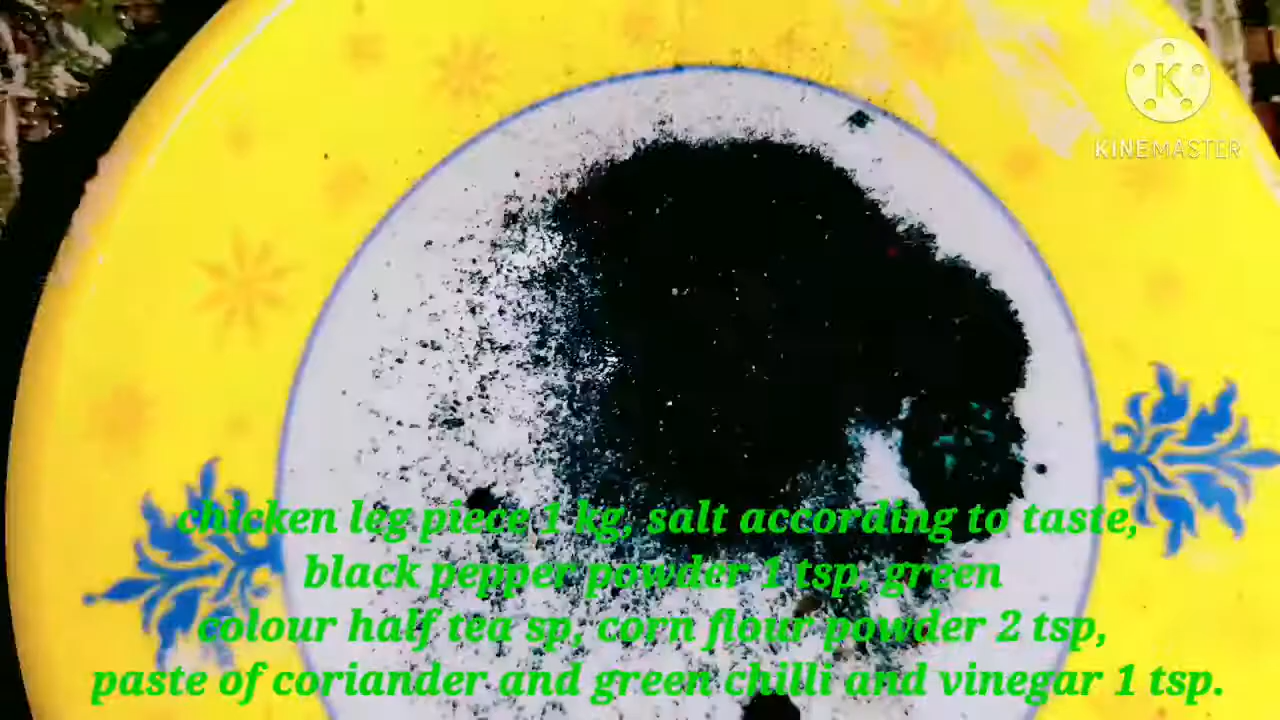 K
KINEMASTER
chicken leg piece 1 kg, salt according to taste,
black pepper powder 1 tsp, green
colour half tea sp, corn flour powder 2 tsp,
paste of coriander and green chilli and vinegar 1 tsp.